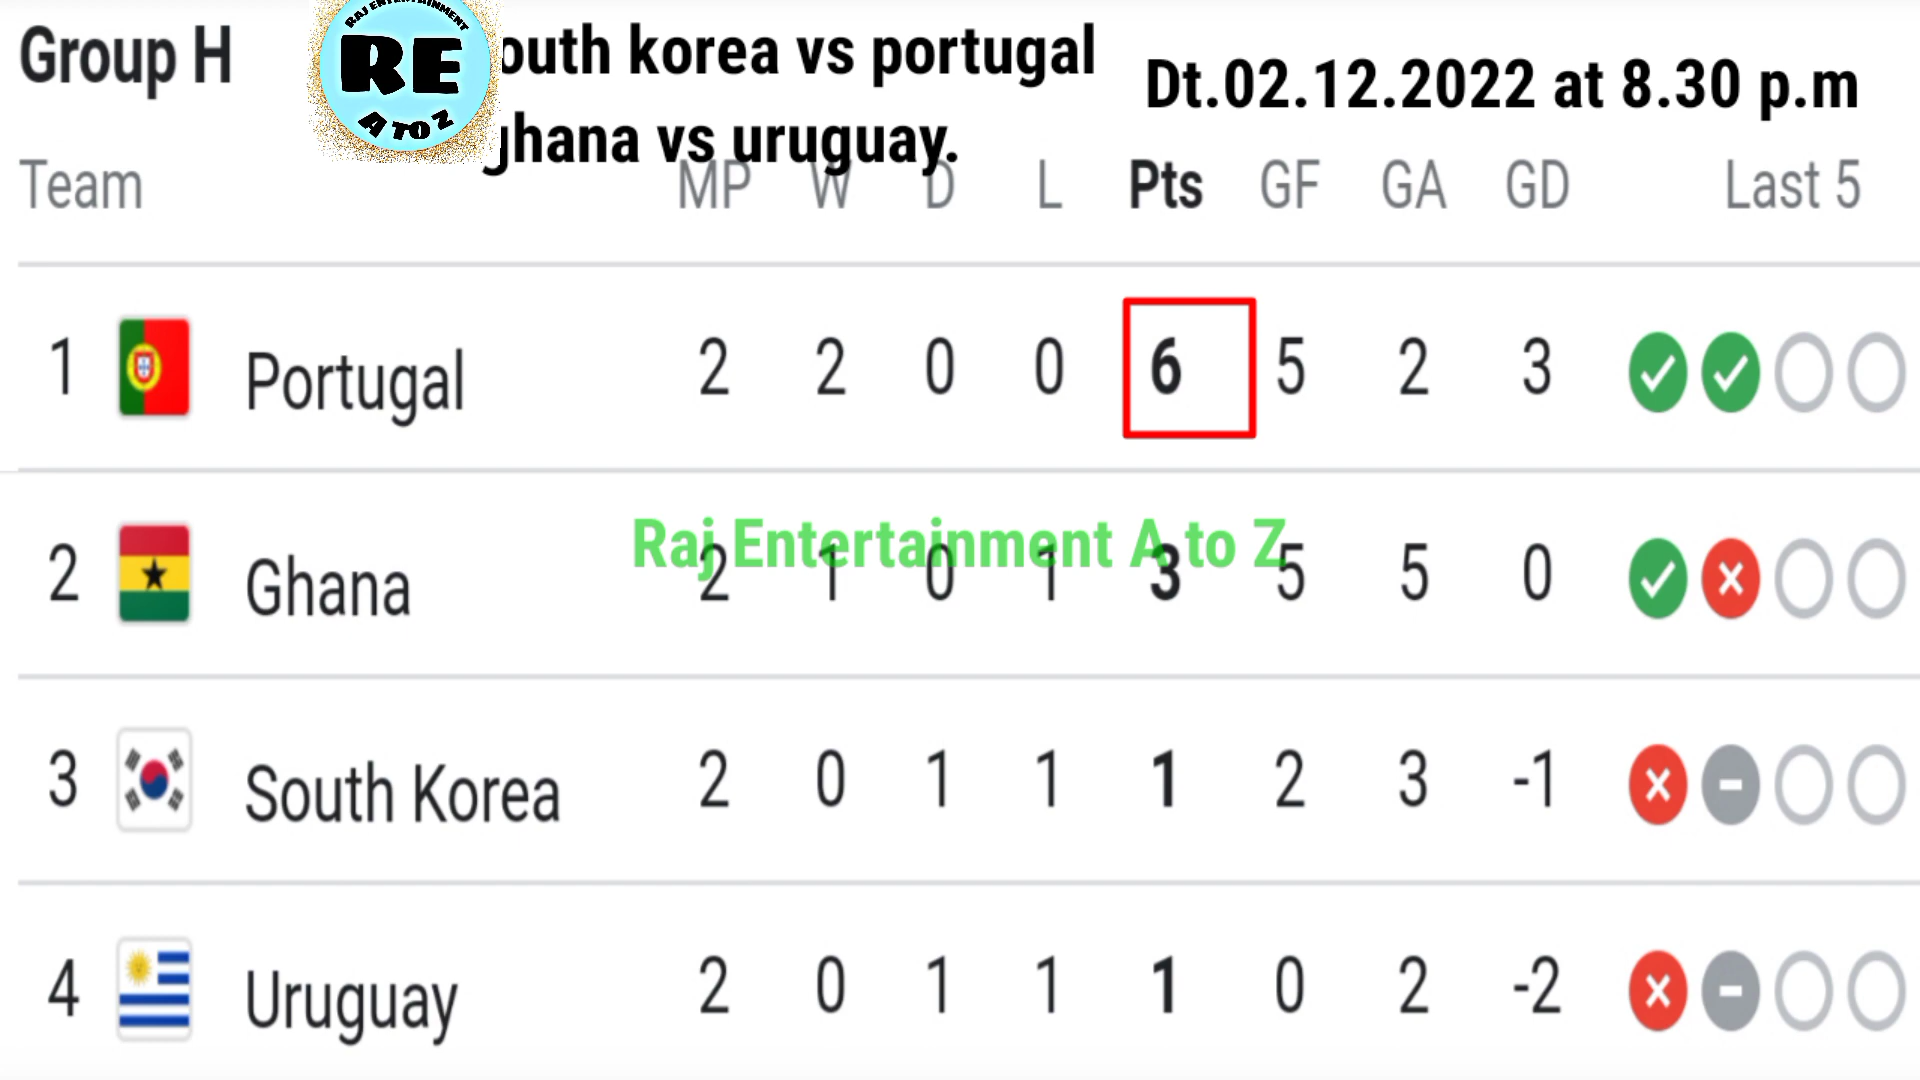 Group H
RAJ ENTERTAINMENT
RE
A TO Z
outh korea vs portugal
ghana vs uruguay.
Dt.02.12.2022 at 8.30 p.m
Team MP W D L Pts GF GA GD Last 5
1 Portugal 2 2 0 0 6 5 2 3
Raj Entertainment A to Z
2 Ghana 2 1 0 1 3 5 5 0
3 South Korea 2 0 1 1 1 2 3 -1
4 Uruguay 2 0 1 1 1 0 2 -2